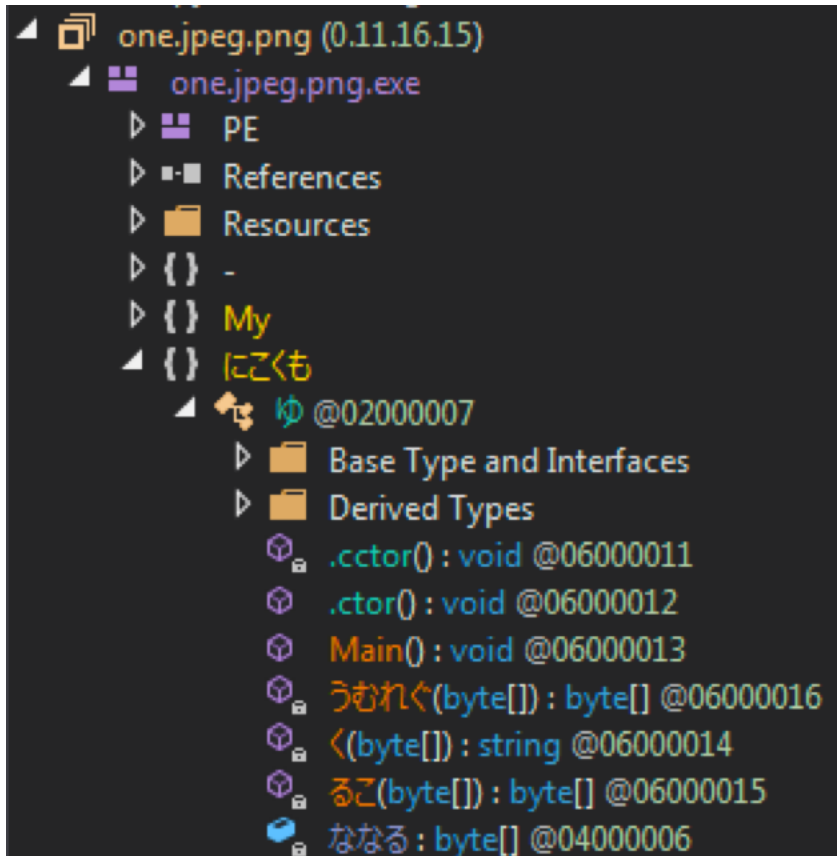 one.jpeg.png (0.11.16.15)
one.jpeg.png.exe
PE
References
Resources
{ } -
{ } My
{ } にこくも
ゆ @02000007
Base Type and Interfaces
Derived Types
.cctor() : void @06000011
.ctor() : void @06000012
Main() : void @06000013
うむれぐ(byte[]) : byte[] @06000016
く(byte[]) : string @06000014
るこ(byte[]) : byte[] @06000015
ななる : byte[] @04000006